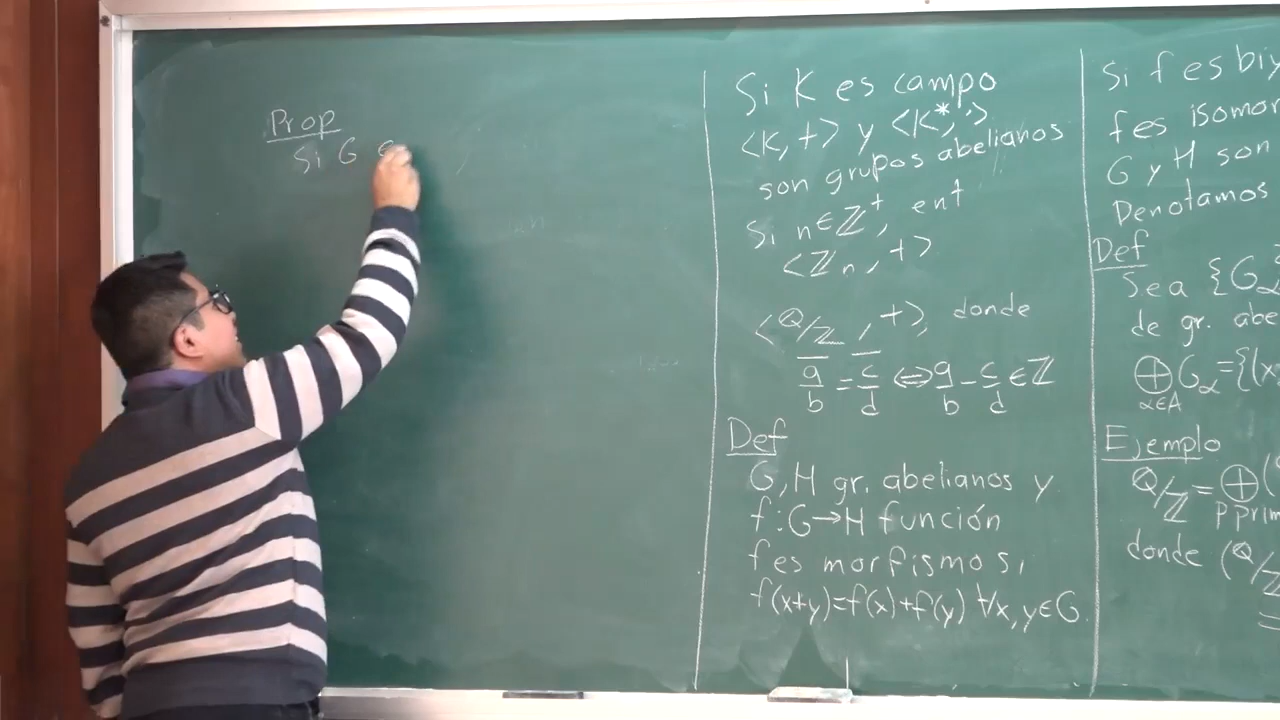 Prop
Si G e
Si K es campo
<K, +> y <K*, ·>
son grupos abelianos
Si n∈ℤ⁺, ent
<ℤn, +>
<ℚ/ℤ, +>, donde
a/b = c/d ⇔ a/b - c/d ∈ ℤ
Def
G, H gr. abelianos y
f: G→H función
f es morfismo si
f(x+y)=f(x)+f(y) ∀x, y∈G.
Si f es biy
f es isomor
G y H son
Denotamos
Def
Sea {Gα
de gr. abe
⊕α∈A Gα={(x
Ejemplo
ℚ/ℤ = ⊕ p prim (
donde (ℚ/ℤ
=